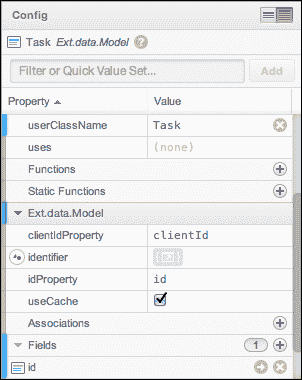 Config
Task Ext.data.Model ?
Filter or Quick Value Set... Add
Property Value
userClassName Task
uses (none)
Functions
Static Functions
Ext.data.Model
clientIdProperty clientId
identifier
idProperty id
useCache
Associations
Fields 1
id